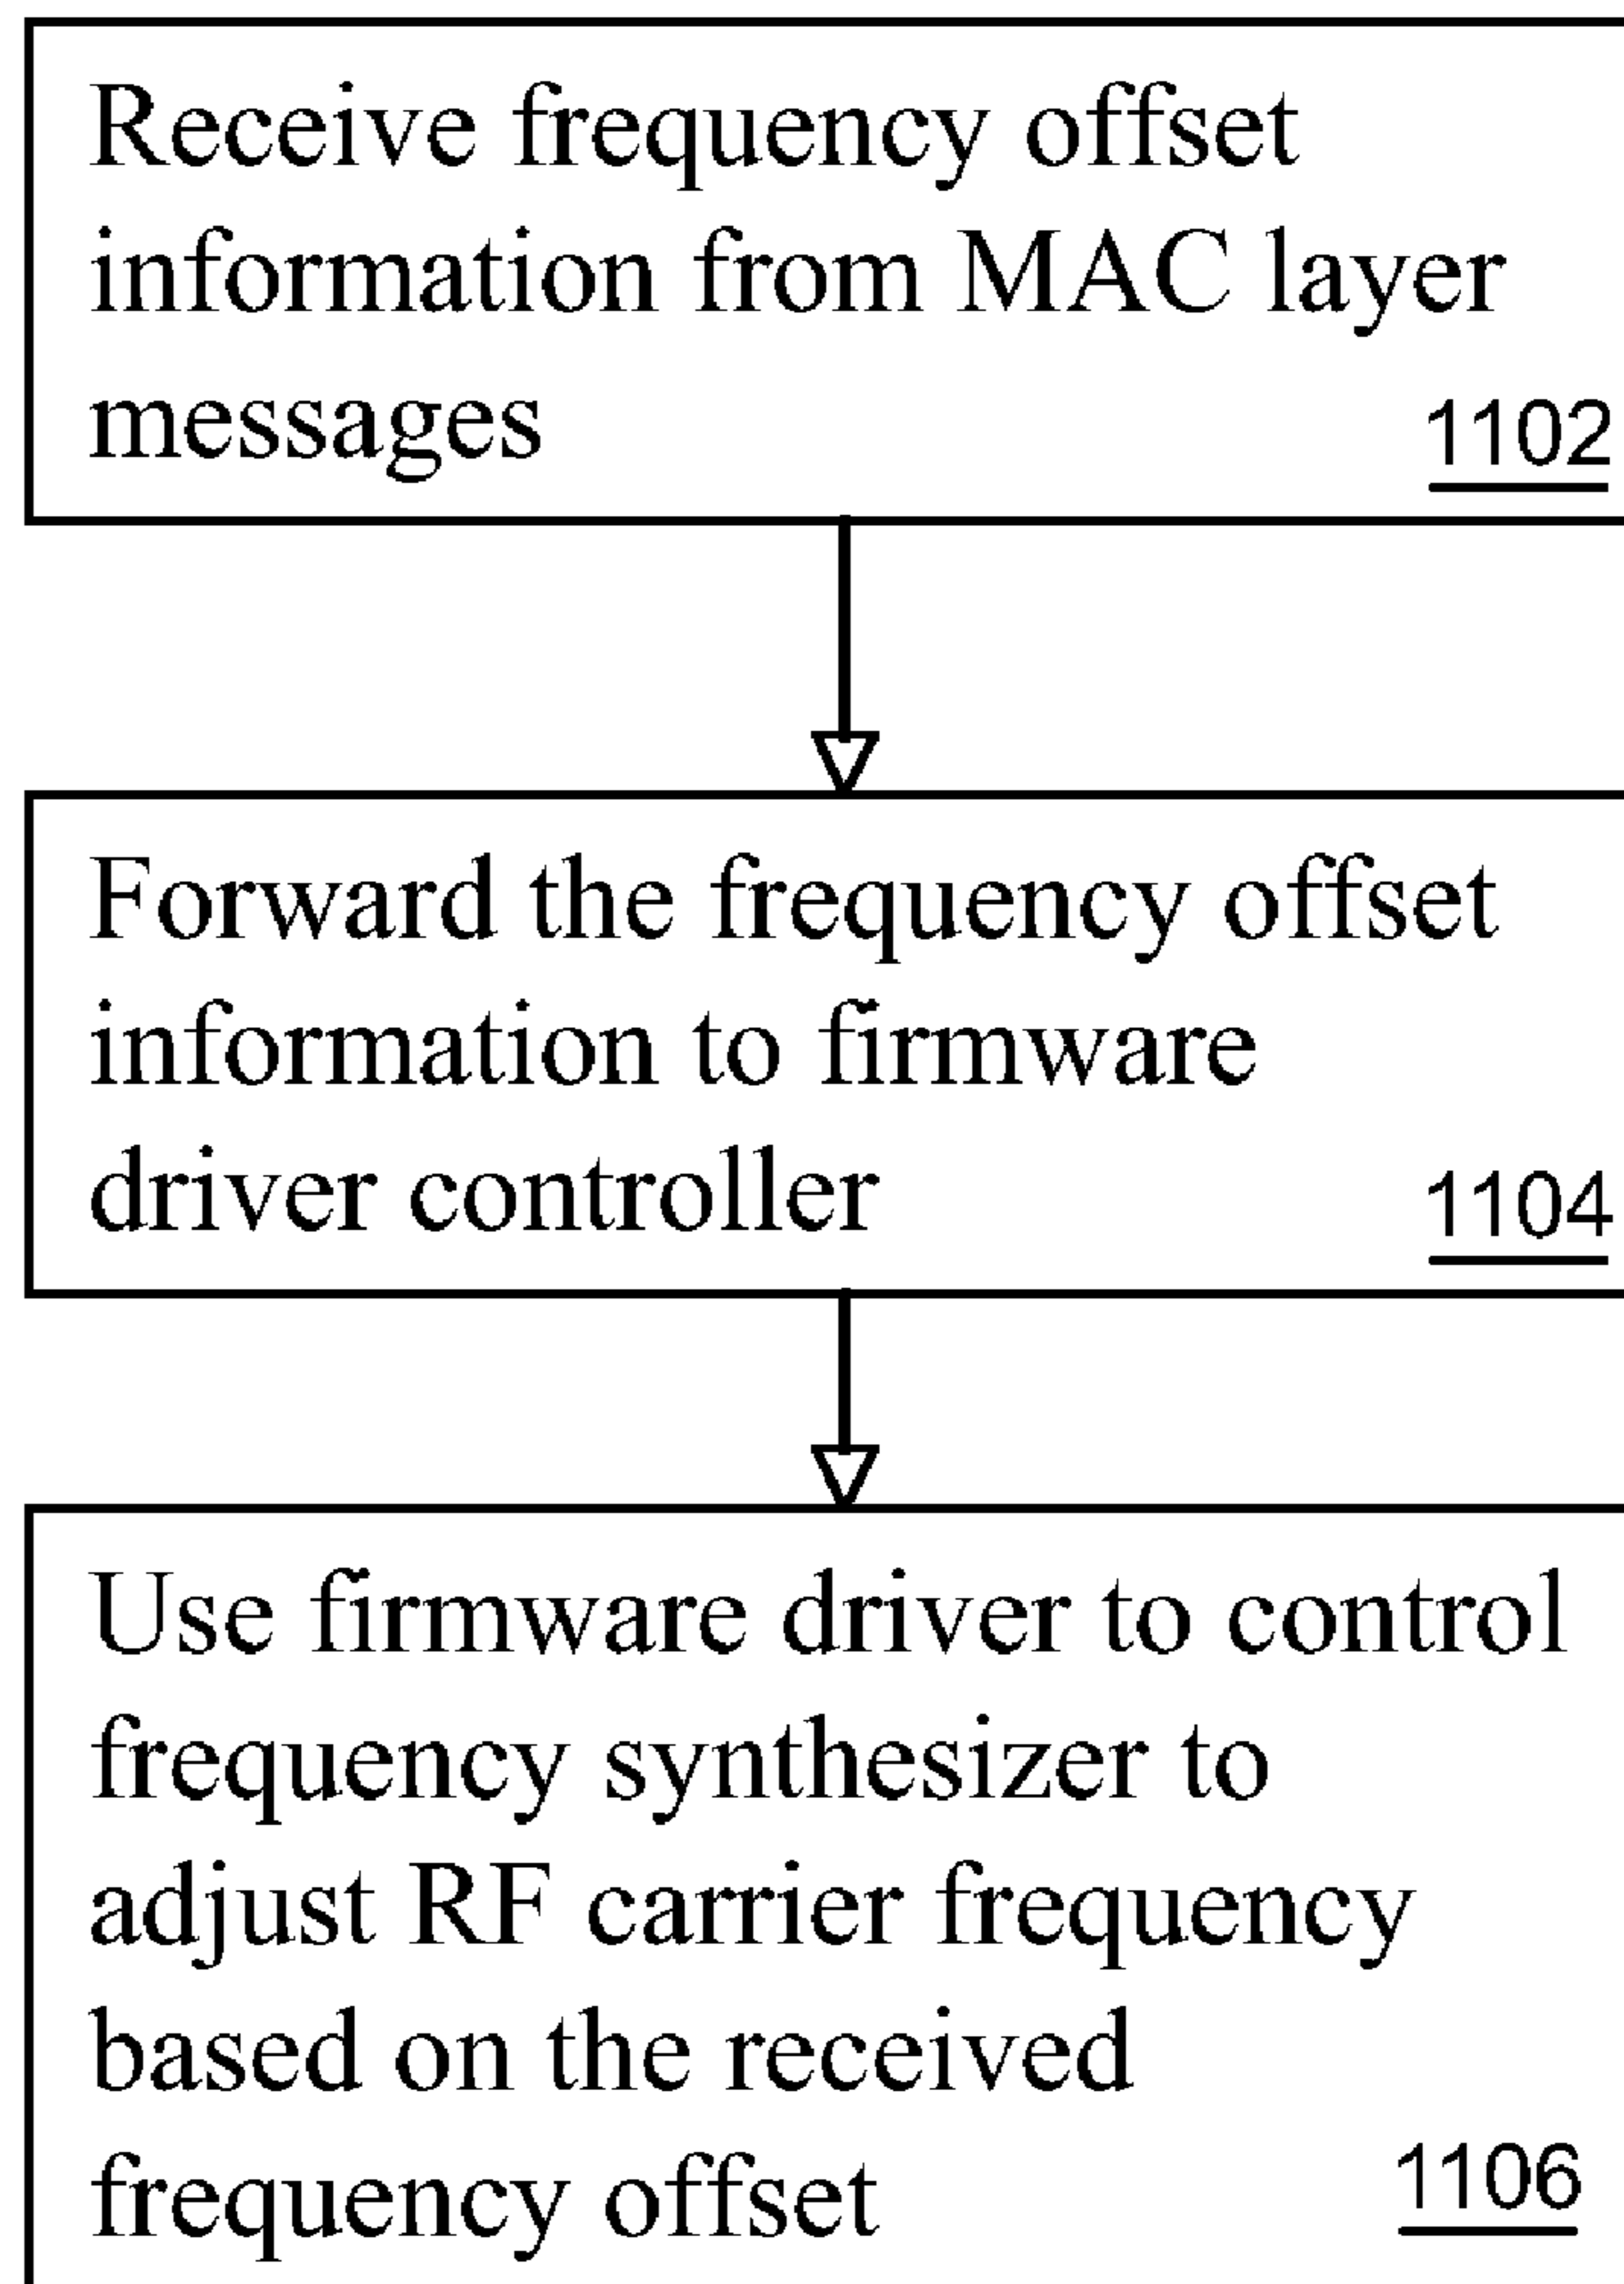 Receive frequency offset
information from MAC layer
messages
1102
Forward the frequency offset
information to firmware
driver controller
1104
Use firmware driver to control
frequency synthesizer to
adjust RF carrier frequency
based on the received
frequency offset
1106